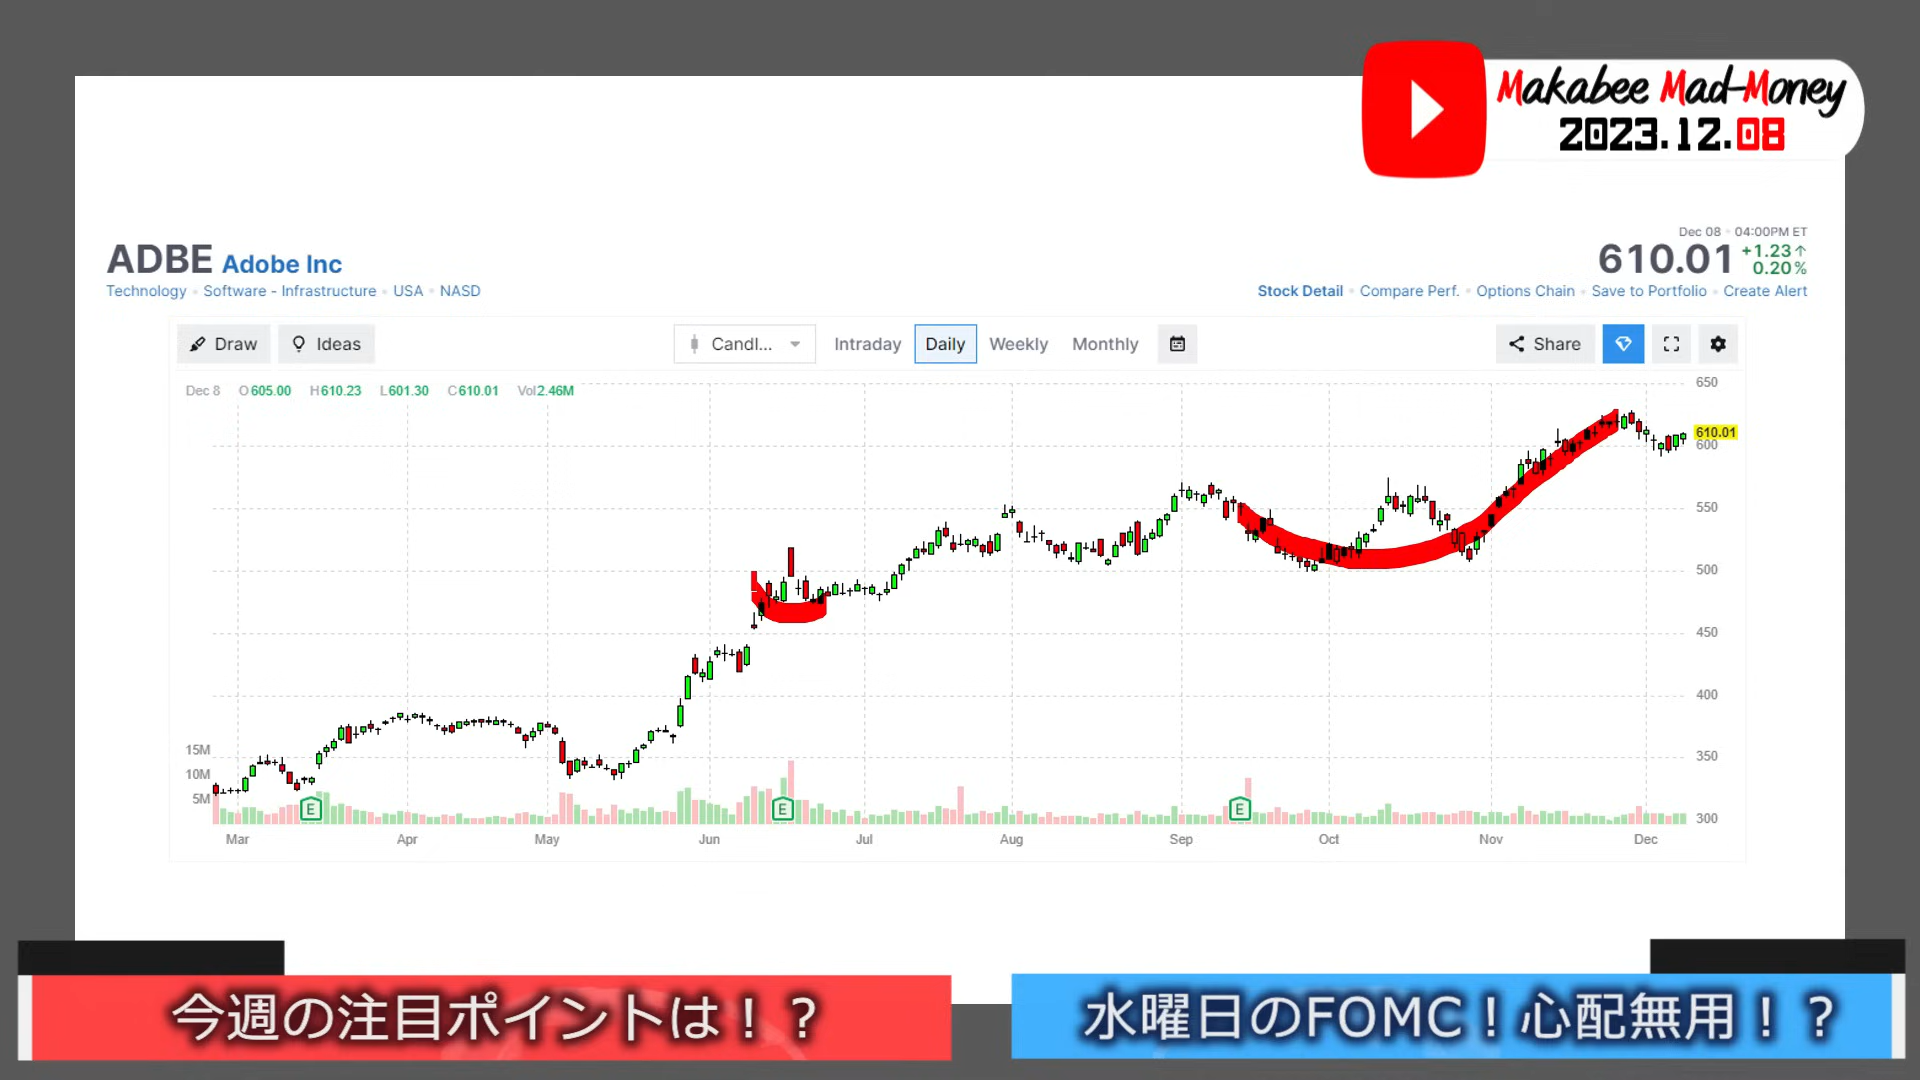 Makabee Mad-Money
2023.12.08
Dec 08 • 04:00PM ET
ADBE Adobe Inc
610.01 +1.23↑
0.20%
Technology • Software - Infrastructure • USA • NASD
Stock Detail • Compare Perf. • Options Chain • Save to Portfolio • Create Alert
Draw Ideas Candl... Intraday Daily Weekly Monthly Share
Dec 8 O605.00 H610.23 L601.30 C610.01 Vol2.46M
650
610.01
600
550
500
450
400
350
300
15M
10M
5M
E E E
Mar Apr May Jun Jul Aug Sep Oct Nov Dec
今週の注目ポイントは！？
水曜日のFOMC！心配無用！？